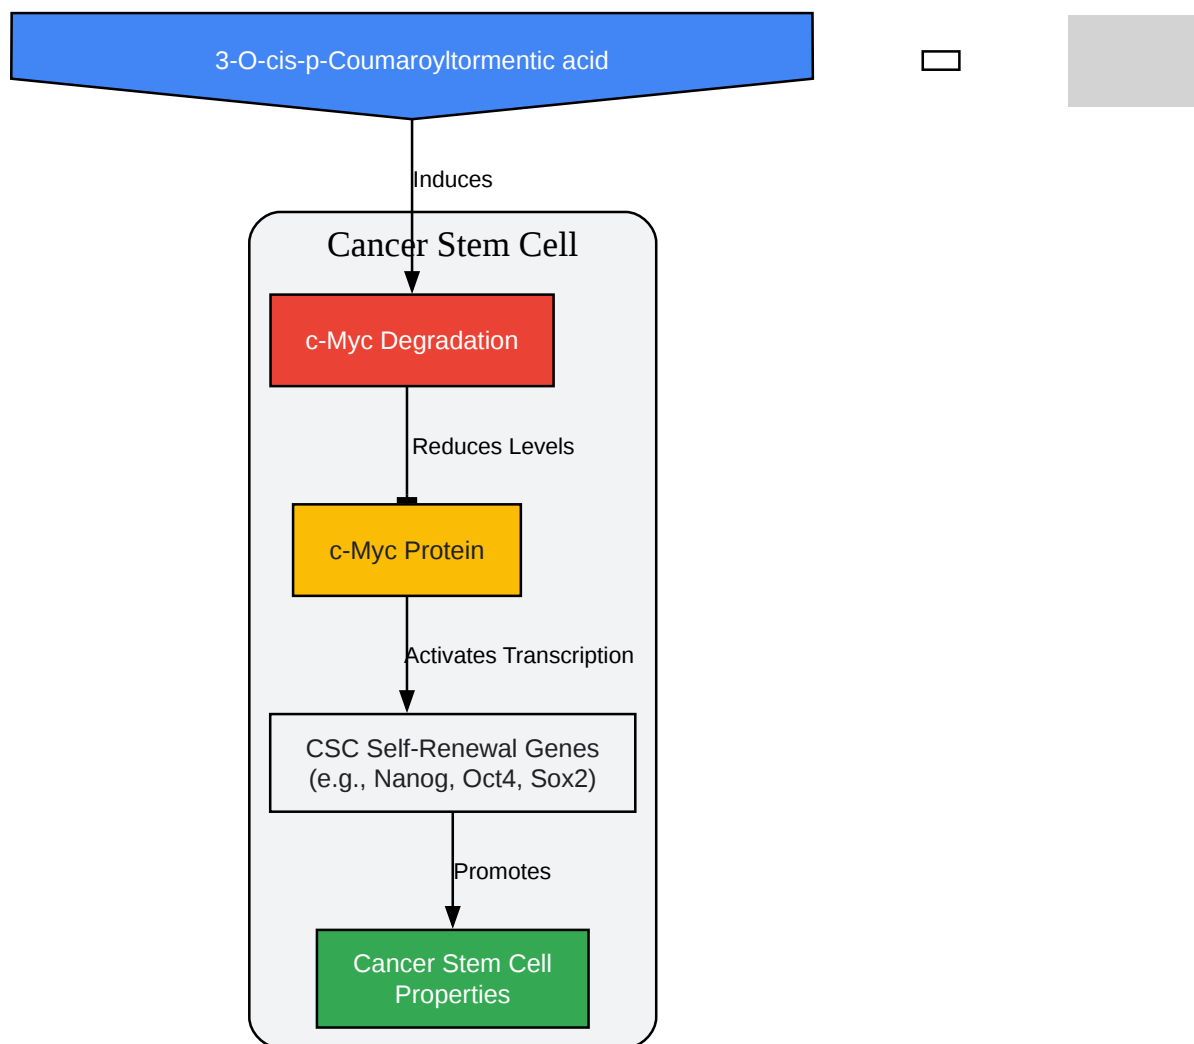 3-O-cis-p-Coumaroyltormentic acid
Induces
Cancer Stem Cell
c-Myc Degradation
Reduces Levels
c-Myc Protein
Activates Transcription
CSC Self-Renewal Genes
(e.g., Nanog, Oct4, Sox2)
Promotes
Cancer Stem Cell
Properties